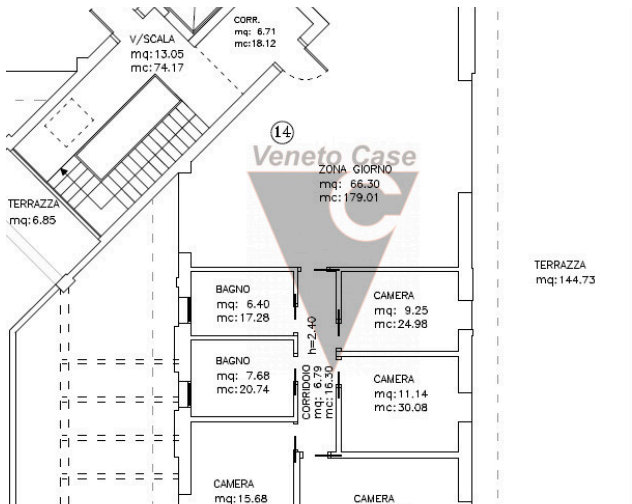 CORR.
mq: 6.71
mc:18.12
V/SCALA
mq:13.05
mc:74.17
14
Veneto Case
ZONA GIORNO
mq: 66.30
mc:179.01
TERRAZZA
mq:6.85
TERRAZZA
mq:144.73
BAGNO
mq: 6.40
mc:17.28
CAMERA
mq: 9.25
mc:24.98
h=2.40
BAGNO
mq: 7.68
mc:20.74
CORRIDOIO
mq: 6.79
mc:16.30
CAMERA
mq:11.14
mc:30.08
CAMERA
mq:15.68
CAMERA